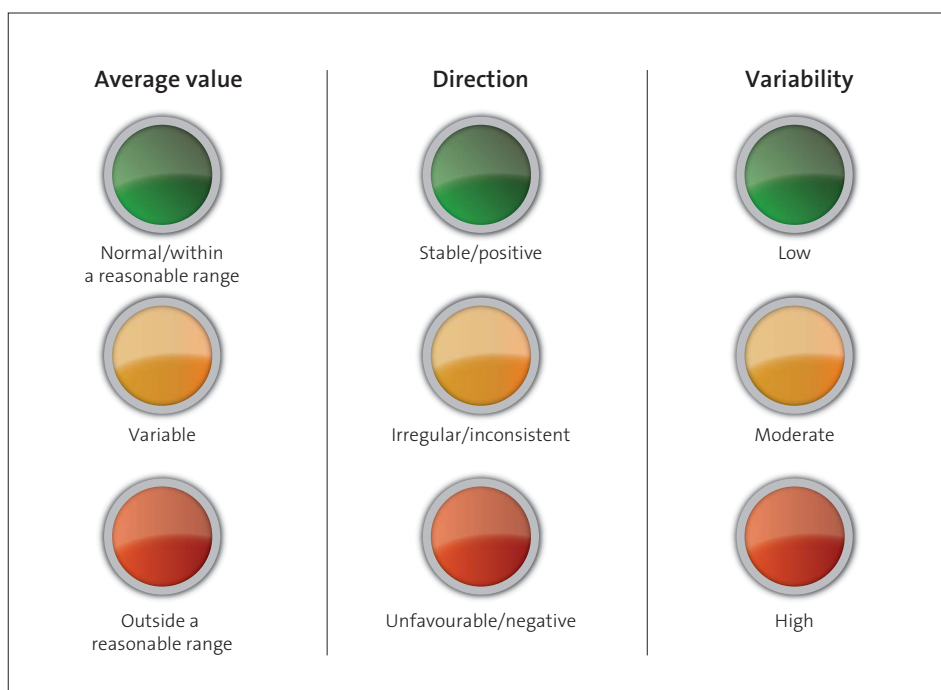 Average value
Direction
Variability
Normal/within
a reasonable range
Stable/positive
Low
Variable
Irregular/inconsistent
Moderate
Outside a
reasonable range
Unfavourable/negative
High